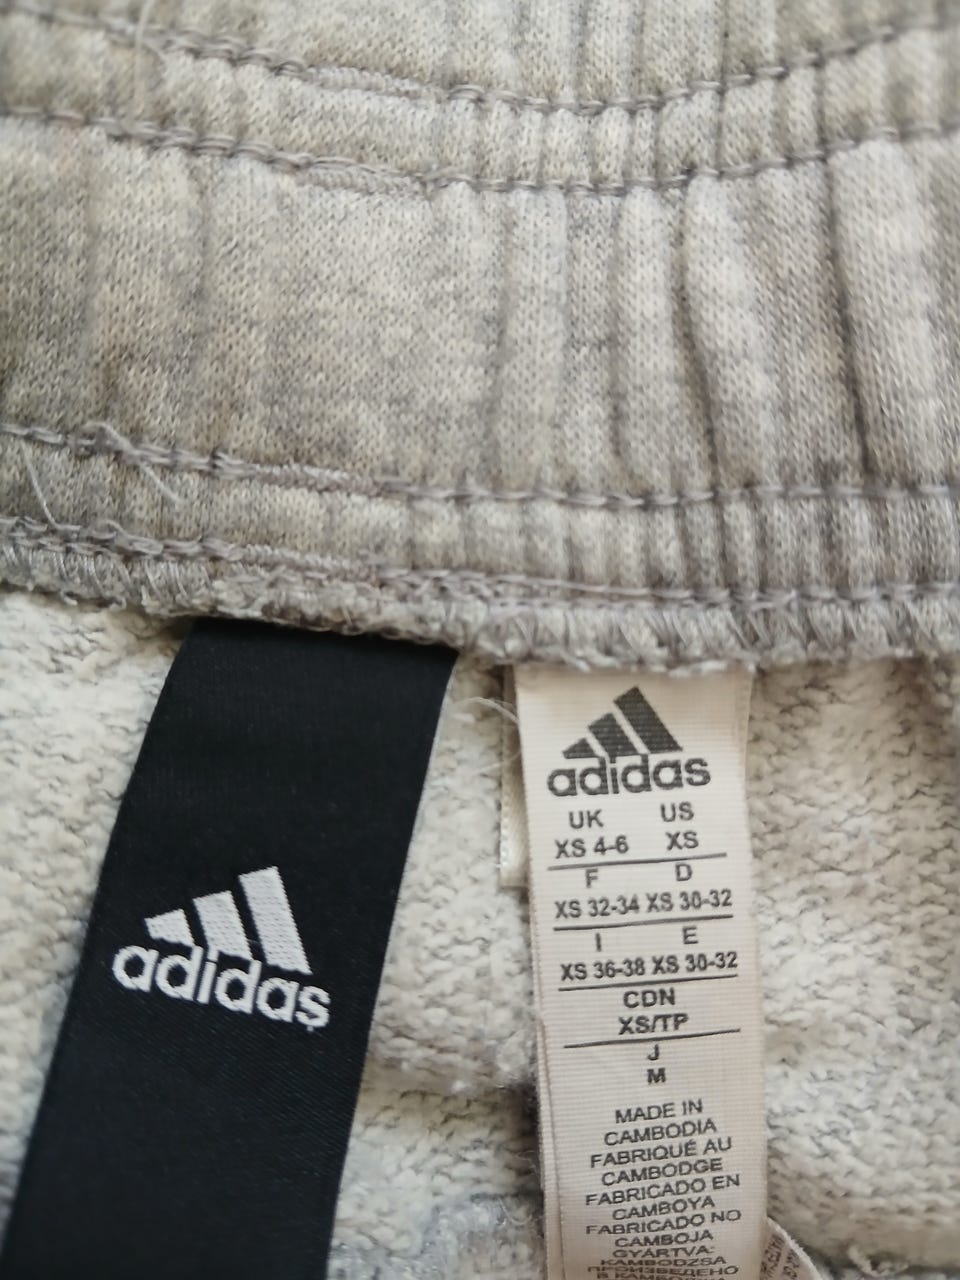 adidas
adidas
UK US
XS 4-6 XS
F D
XS 32-34 XS 30-32
I E
XS 36-38 XS 30-32
CDN
XS/TP
J
M
MADE IN
CAMBODIA
FABRIQUÉ AU
CAMBODGE
FABRICADO EN
CAMBOYA
FABRICADO NO
CAMBOJA
GYÁRTVA:
KAMBODZSA
ПРОИЗВЕДЕНО